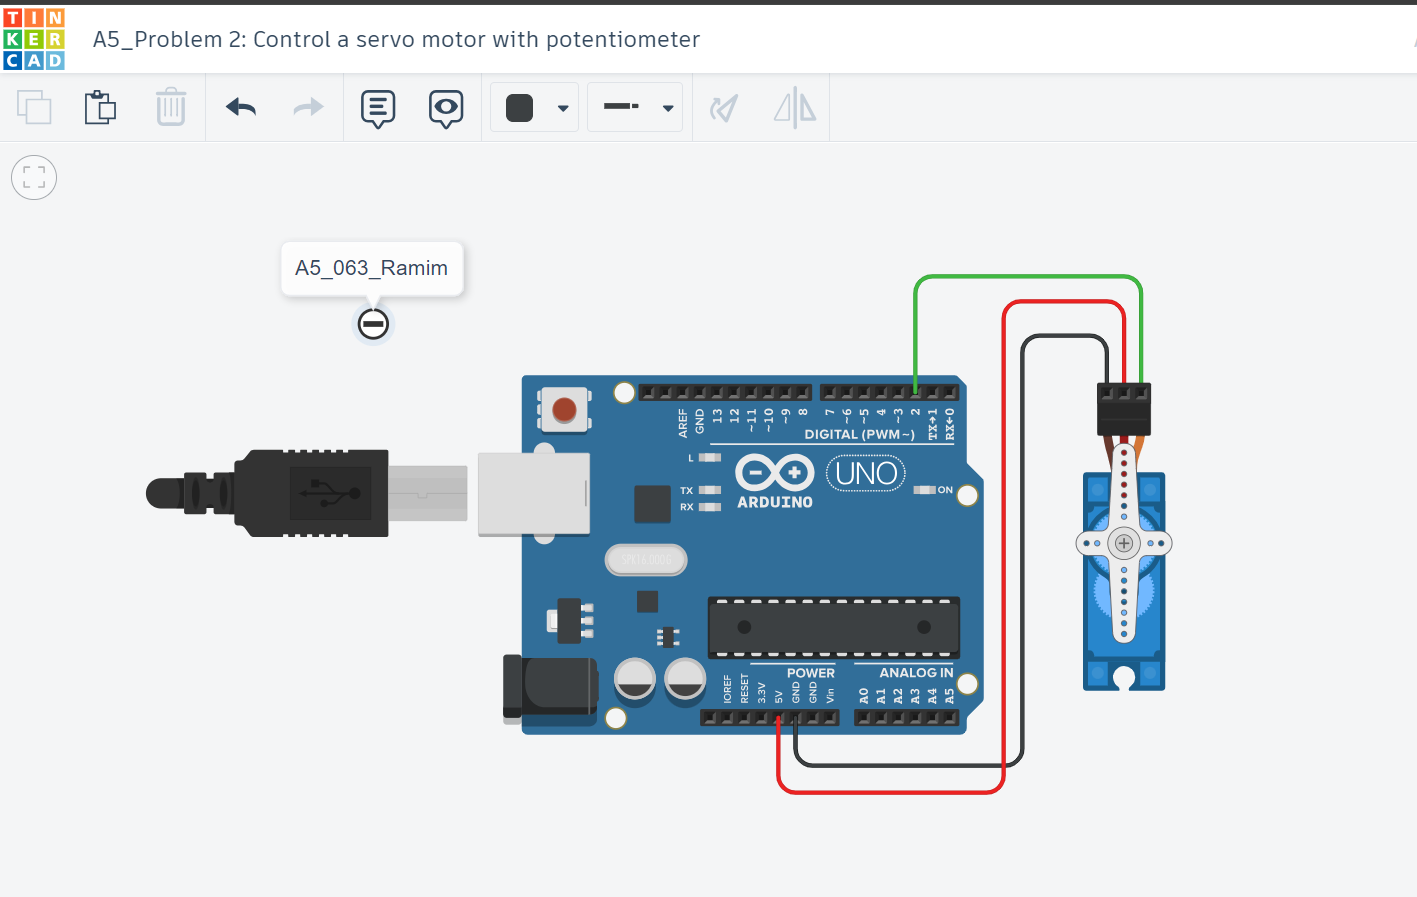 TIN
KER
CAD
A5_Problem 2: Control a servo motor with potentiometer
A5_063_Ramim
AREF
GND
13
12
~11
~10
~9
8
7
~6
~5
4
~3
2
TX→1
RX←0
DIGITAL (PWM~)
L
TX
RX
ARDUINO
UNO
ON
POWER
ANALOG IN
IOREF
RESET
3.3V
5V
GND
GND
Vin
A0
A1
A2
A3
A4
A5